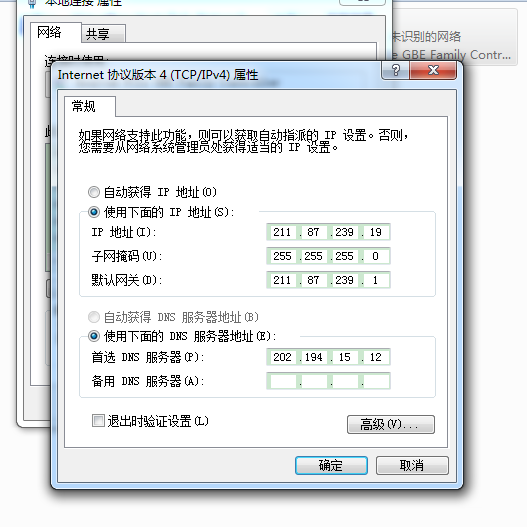 本地连接 属性
网络
共享
连接时使用:
未识别的网络
e GBE Family Contr...
Internet 协议版本 4 (TCP/IPv4) 属性
常规
如果网络支持此功能，则可以获取自动指派的 IP 设置。否则，
您需要从网络系统管理员处获得适当的 IP 设置。
自动获得 IP 地址(O)
使用下面的 IP 地址(S):
IP 地址(I): 211 . 87 . 239 . 19
子网掩码(U): 255 . 255 . 255 . 0
默认网关(D): 211 . 87 . 239 . 1
自动获得 DNS 服务器地址(B)
使用下面的 DNS 服务器地址(E):
首选 DNS 服务器(P): 202 . 194 . 15 . 12
备用 DNS 服务器(A): . . .
退出时验证设置(L)
高级(V)...
确定
取消